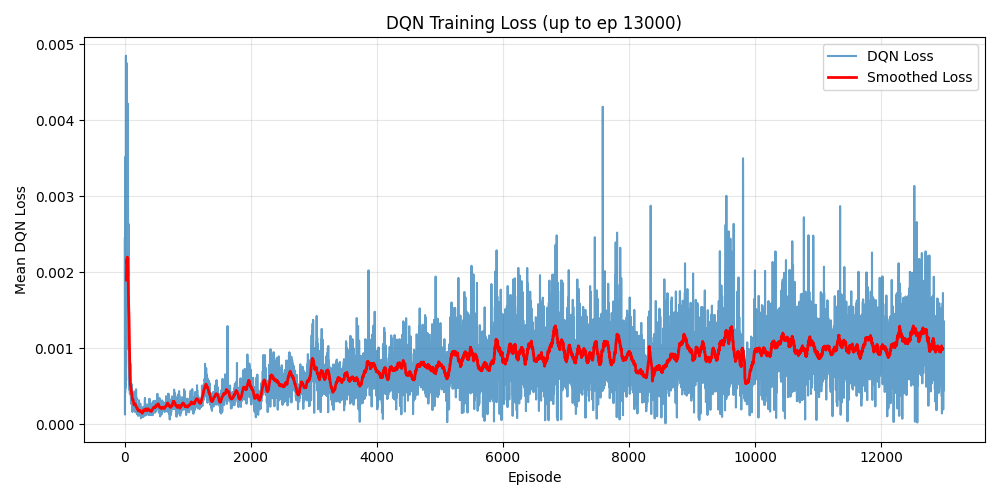 DQN Training Loss (up to ep 13000)
DQN Loss
Smoothed Loss
Mean DQN Loss
0.005
0.004
0.003
0.002
0.001
0.000
0 2000 4000 6000 8000 10000 12000
Episode